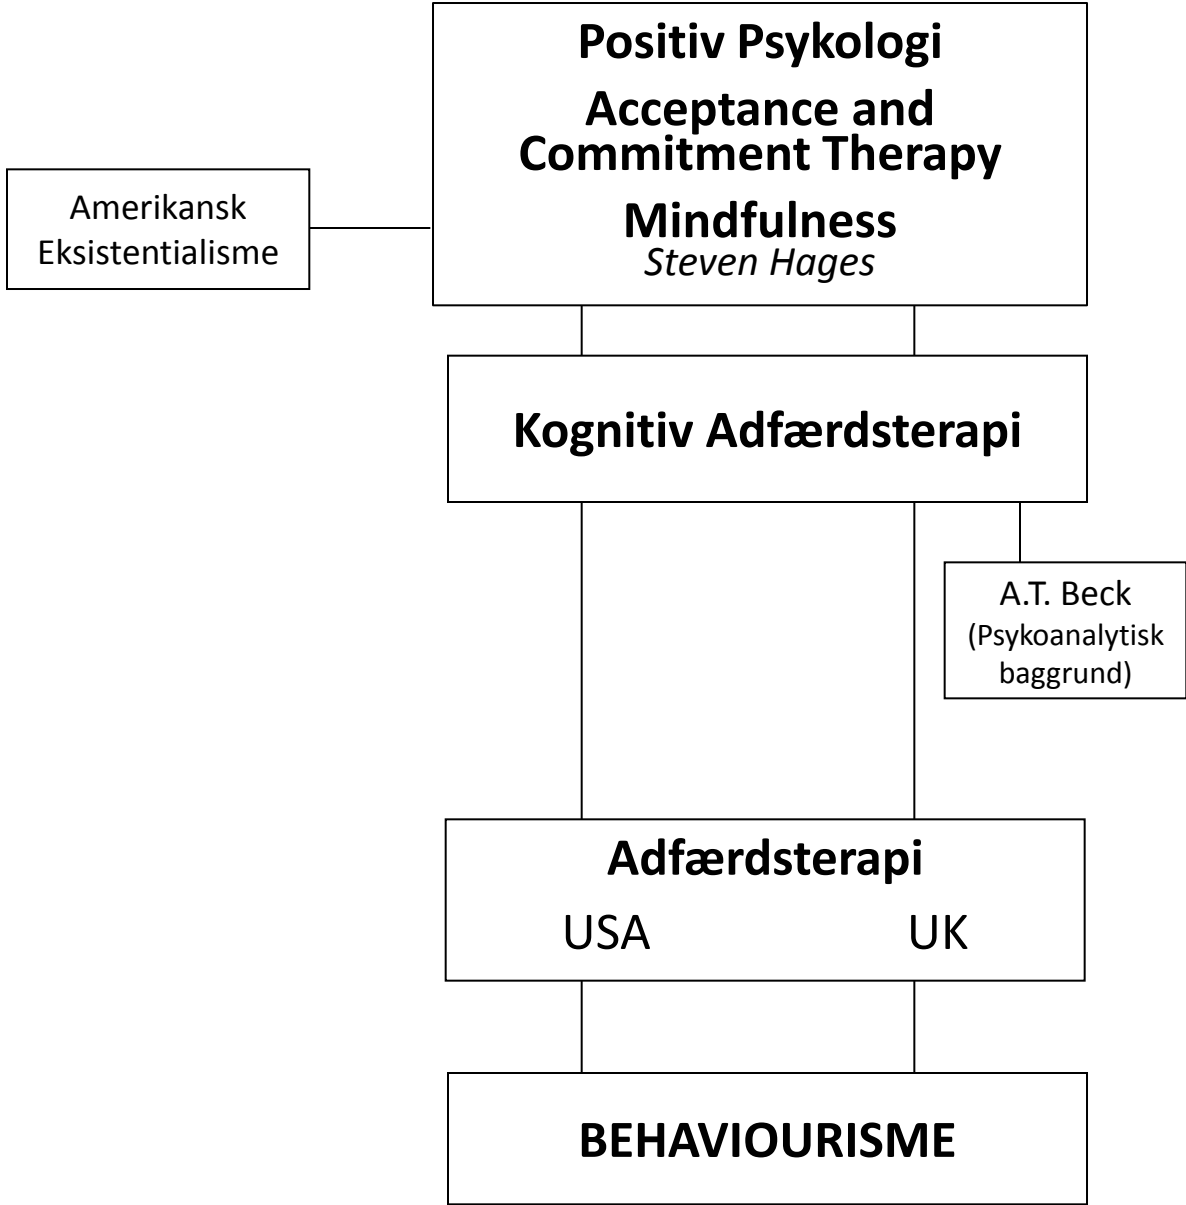 Positiv Psykologi
Acceptance and
Commitment Therapy
Mindfulness
Steven Hages
Amerikansk
Eksistentialisme
Kognitiv Adfærdsterapi
A.T. Beck
(Psykoanalytisk
baggrund)
Adfærdsterapi
USA UK
BEHAVIOURISME